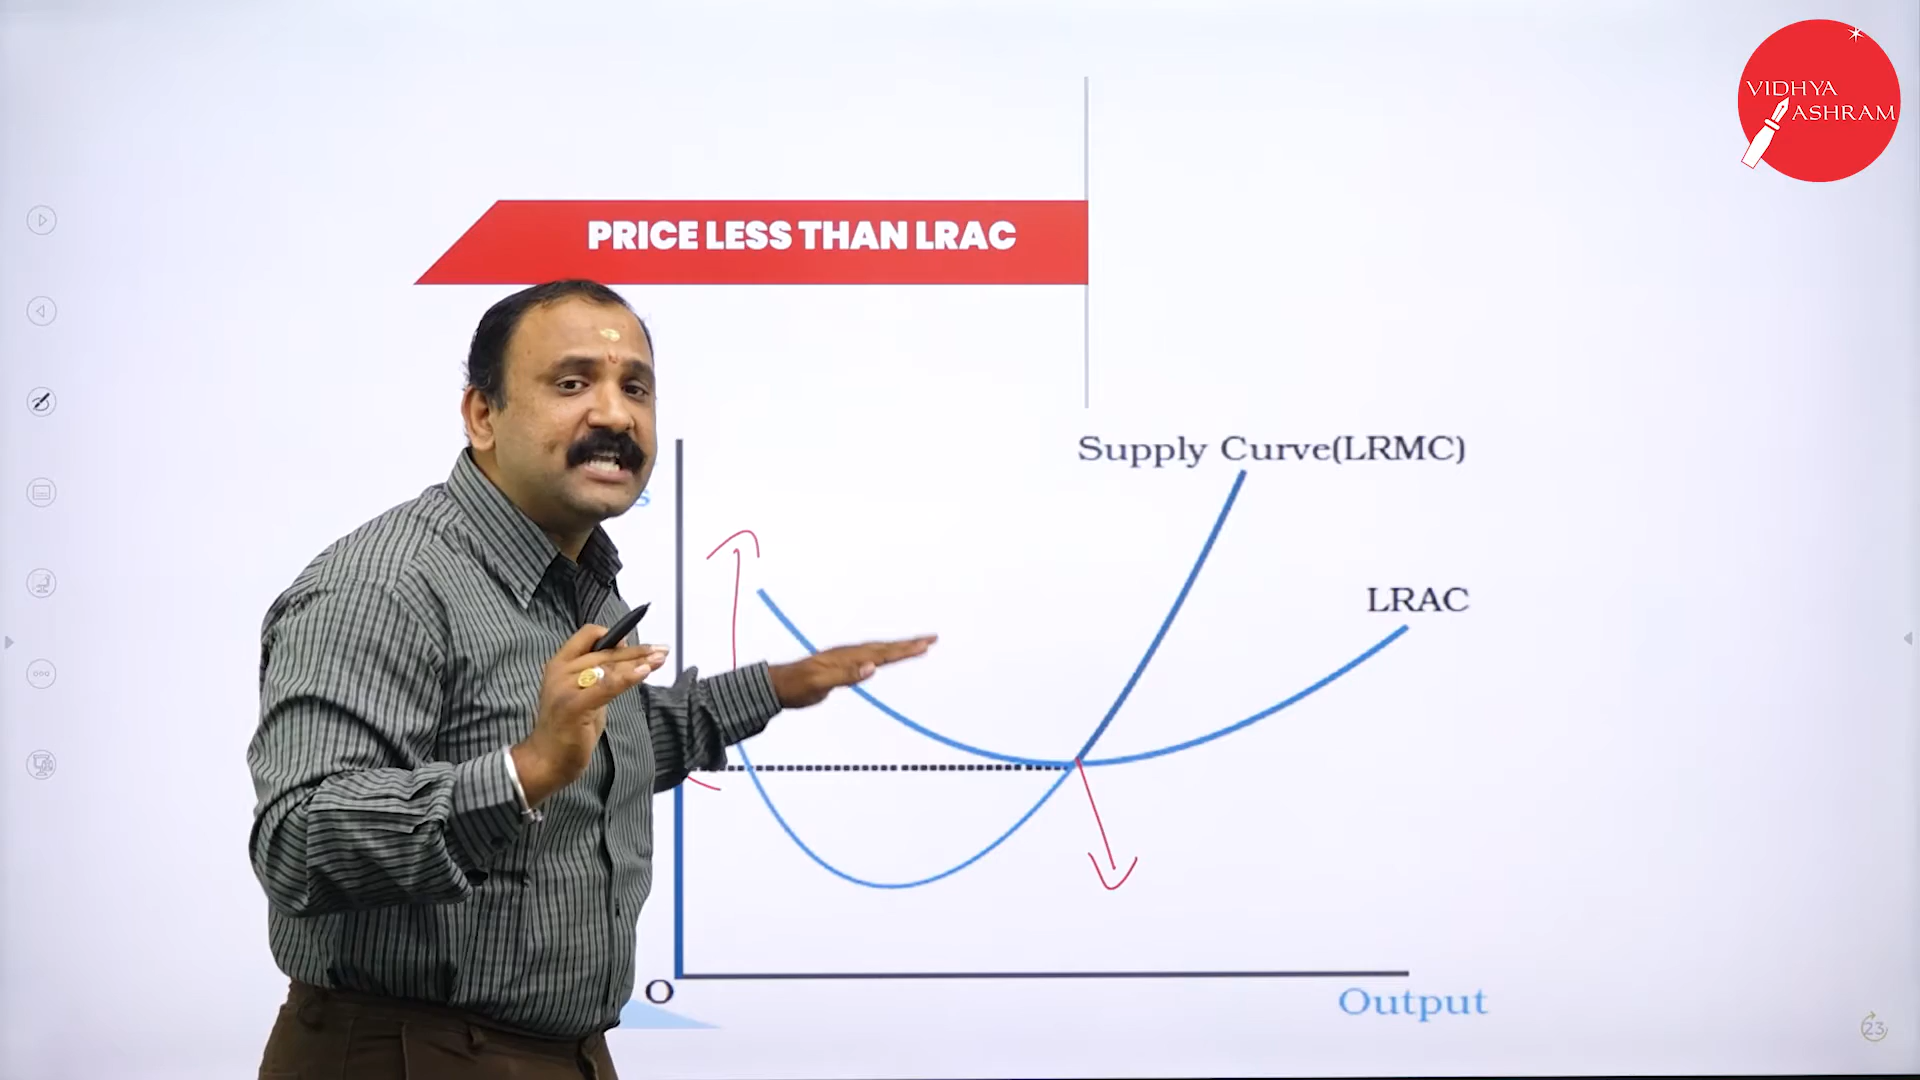 VIDHYA
ASHRAM
PRICE LESS THAN LRAC
Supply Curve(LRMC)
LRAC
O
Output
23